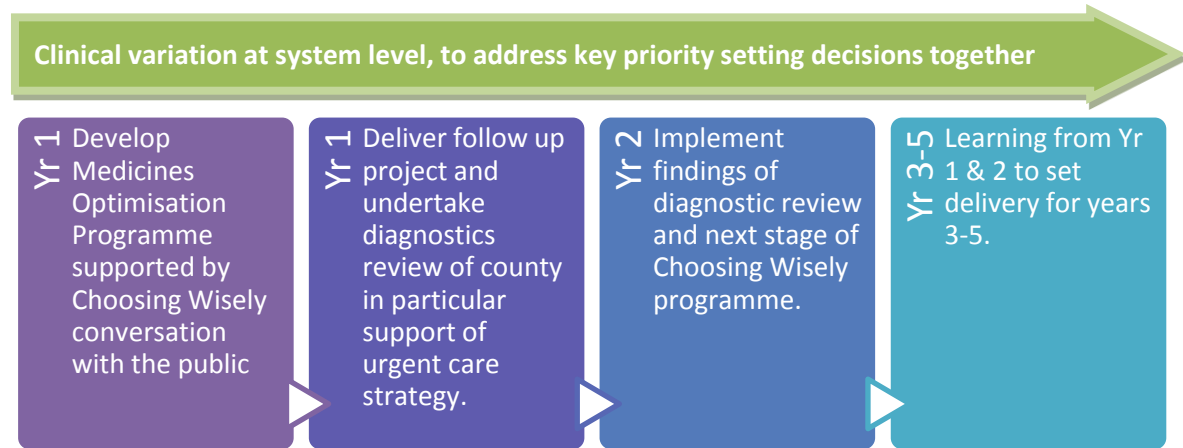 Clinical variation at system level, to address key priority setting decisions together
Yr 1
Develop
Medicines
Optimisation
Programme
supported by
Choosing Wisely
conversation
with the public
Yr 1
Deliver follow up
project and
undertake
diagnostics
review of county
in particular
support of
urgent care
strategy.
Yr 2
Implement
findings of
diagnostic review
and next stage of
Choosing Wisely
programme.
Yr 3-5
Learning from Yr
1 & 2 to set
delivery for years
3-5.